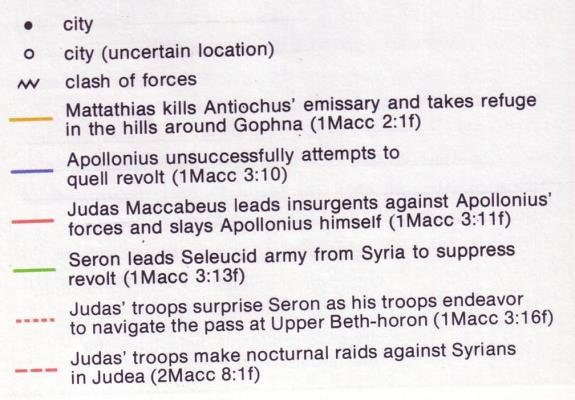 city
city (uncertain location)
clash of forces
Mattathias kills Antiochus' emissary and takes refuge
in the hills around Gophna (1Macc 2:1f)
Apollonius unsuccessfully attempts to
quell revolt (1Macc 3:10)
Judas Maccabeus leads insurgents against Apollonius'
forces and slays Apollonius himself (1Macc 3:11f)
Seron leads Seleucid army from Syria to suppress
revolt (1Macc 3:13f)
Judas' troops surprise Seron as his troops endeavor
to navigate the pass at Upper Beth-horon (1Macc 3:16f)
Judas' troops make nocturnal raids against Syrians
in Judea (2Macc 8:1f)